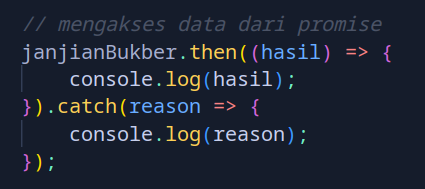 // mengakses data dari promise
janjianBukber.then((hasil) => {
    console.log(hasil);
}).catch(reason => {
    console.log(reason);
});